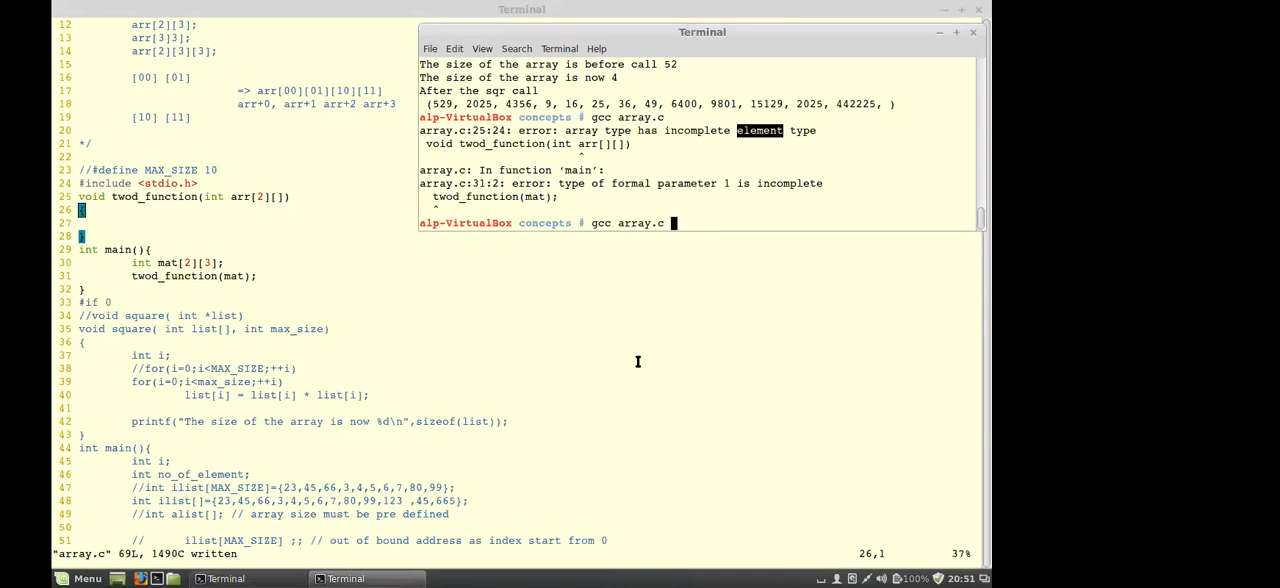 Terminal
12 arr[2][3];
13 arr[3]3];
14 arr[2][3][3];
15
16 [00] [01]
17 => arr[00][01][10][11]
18 arr+0, arr+1 arr+2 arr+3
19 [10] [11]
20
21 */
22
23 //#define MAX_SIZE 10
24 #include <stdio.h>
25 void twod_function(int arr[2][])
26 {
27
28 }
29 int main(){
30 int mat[2][3];
31 twod_function(mat);
32 }
33 #if 0
34 //void square( int *list)
35 void square( int list[], int max_size)
36 {
37 int i;
38 //for(i=0;i<MAX_SIZE;++i)
39 for(i=0;i<max_size;++i)
40 list[i] = list[i] * list[i];
41
42 printf("The size of the array is now %d\n",sizeof(list));
43 }
44 int main(){
45 int i;
46 int no_of_element;
47 //int ilist[MAX_SIZE]={23,45,66,3,4,5,6,7,80,99};
48 int ilist[]={23,45,66,3,4,5,6,7,80,99,123 ,45,665};
49 //int alist[]; // array size must be pre defined
50
51 // ilist[MAX_SIZE] ;; // out of bound address as index start from 0
"array.c" 69L, 1490C written 26,1 37%
Terminal
File Edit View Search Terminal Help
The size of the array is before call 52
The size of the array is now 4
After the sqr call
(529, 2025, 4356, 9, 16, 25, 36, 49, 6400, 9801, 15129, 2025, 442225, )
alp-VirtualBox concepts # gcc array.c
array.c:25:24: error: array type has incomplete element type
void twod_function(int arr[][])
^
array.c: In function ‘main’:
array.c:31:2: error: type of formal parameter 1 is incomplete
twod_function(mat);
^
alp-VirtualBox concepts # gcc array.c
Menu Terminal Terminal 100% 20:51